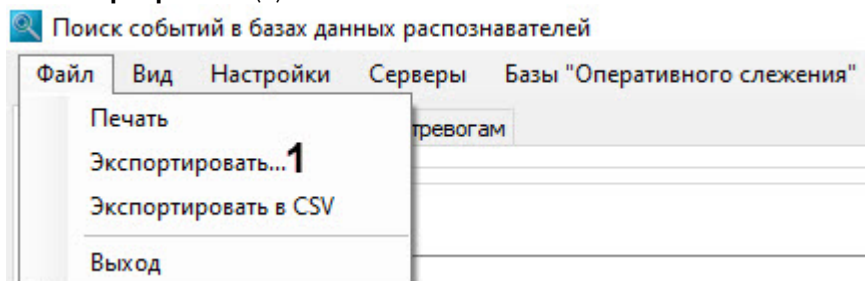 Поиск событий в базах данных распознавателей
Файл Вид Настройки Серверы Базы "Оперативного слежения"
Печать
тревогам
Экспортировать...1
Экспортировать в CSV
Выход